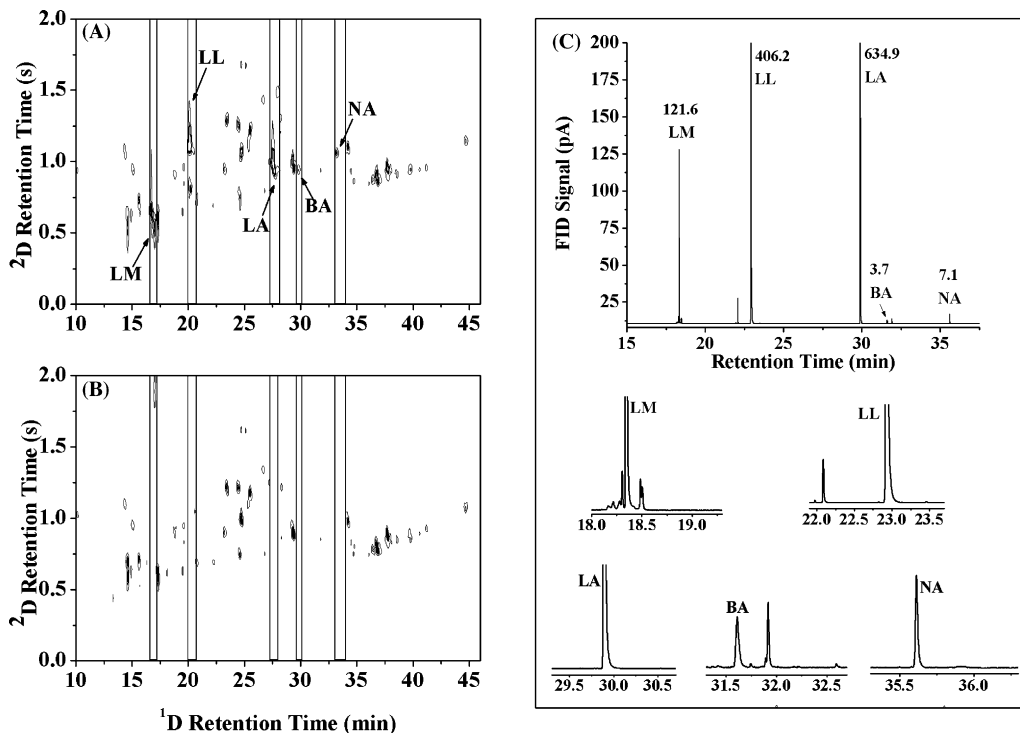 (A)
2.0
1.5
1.0
0.5
0.0
²D Retention Time (s)
LL
NA
LM
LA
BA
10 15 20 25 30 35 40 45
(B)
2.0
1.5
1.0
0.5
0.0
²D Retention Time (s)
10 15 20 25 30 35 40 45
¹D Retention Time (min)
(C)
200
175
150
125
100
75
50
25
FID Signal (pA)
121.6
LM
406.2
LL
634.9
LA
3.7
BA
7.1
NA
15 20 25 30 35
Retention Time (min)
LM
18.0 18.5 19.0
LL
22.0 22.5 23.0 23.5
LA
29.5 30.0 30.5
BA
31.5 32.0 32.5
NA
35.5 36.0